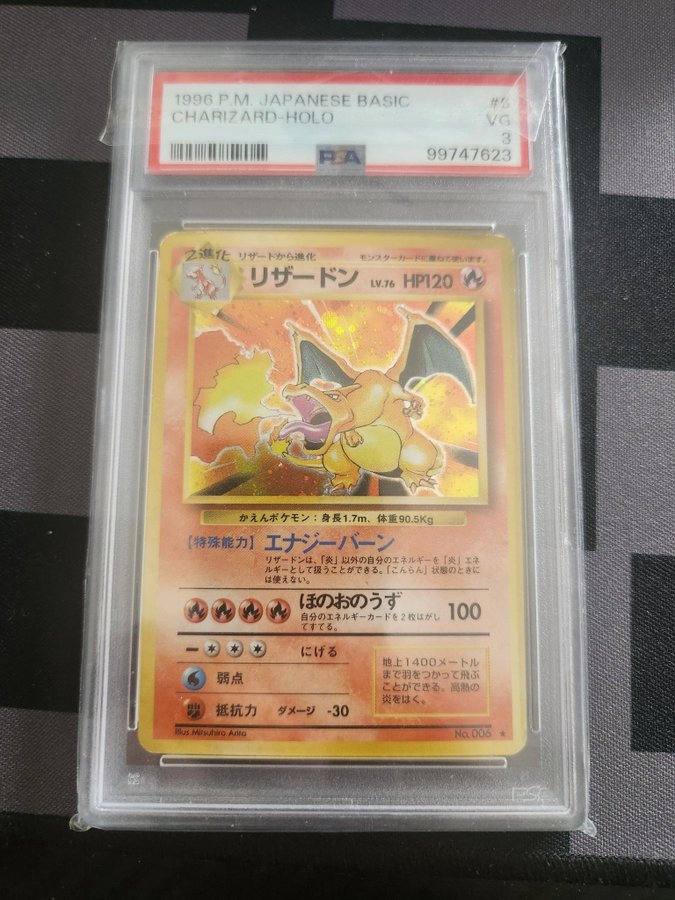 1996 P.M. JAPANESE BASIC #6
CHARIZARD-HOLO VG
3
PSA 99747623
2進化 リザードから進化 モンスターカードに重ねて使います。
リザードン LV.76 HP120
かえんポケモン：身長1.7m、体重90.5Kg
【特殊能力】エナジーバーン
リザードンは、「炎」以外の自分のエネルギーを「炎」エネ
ルギーとして扱うことができる。「こんらん」状態のときに
は使えない。
ほのおのうず 100
自分のエネルギーカードを2枚はがし
てすてる。
にげる
弱点
抵抗力 ダメージ -30
地上1400メートル
まで羽をつかって飛ぶ
ことができる。高熱の
炎をはく。
Illus.Mitsuhiro Arita No.006 ★
PSA